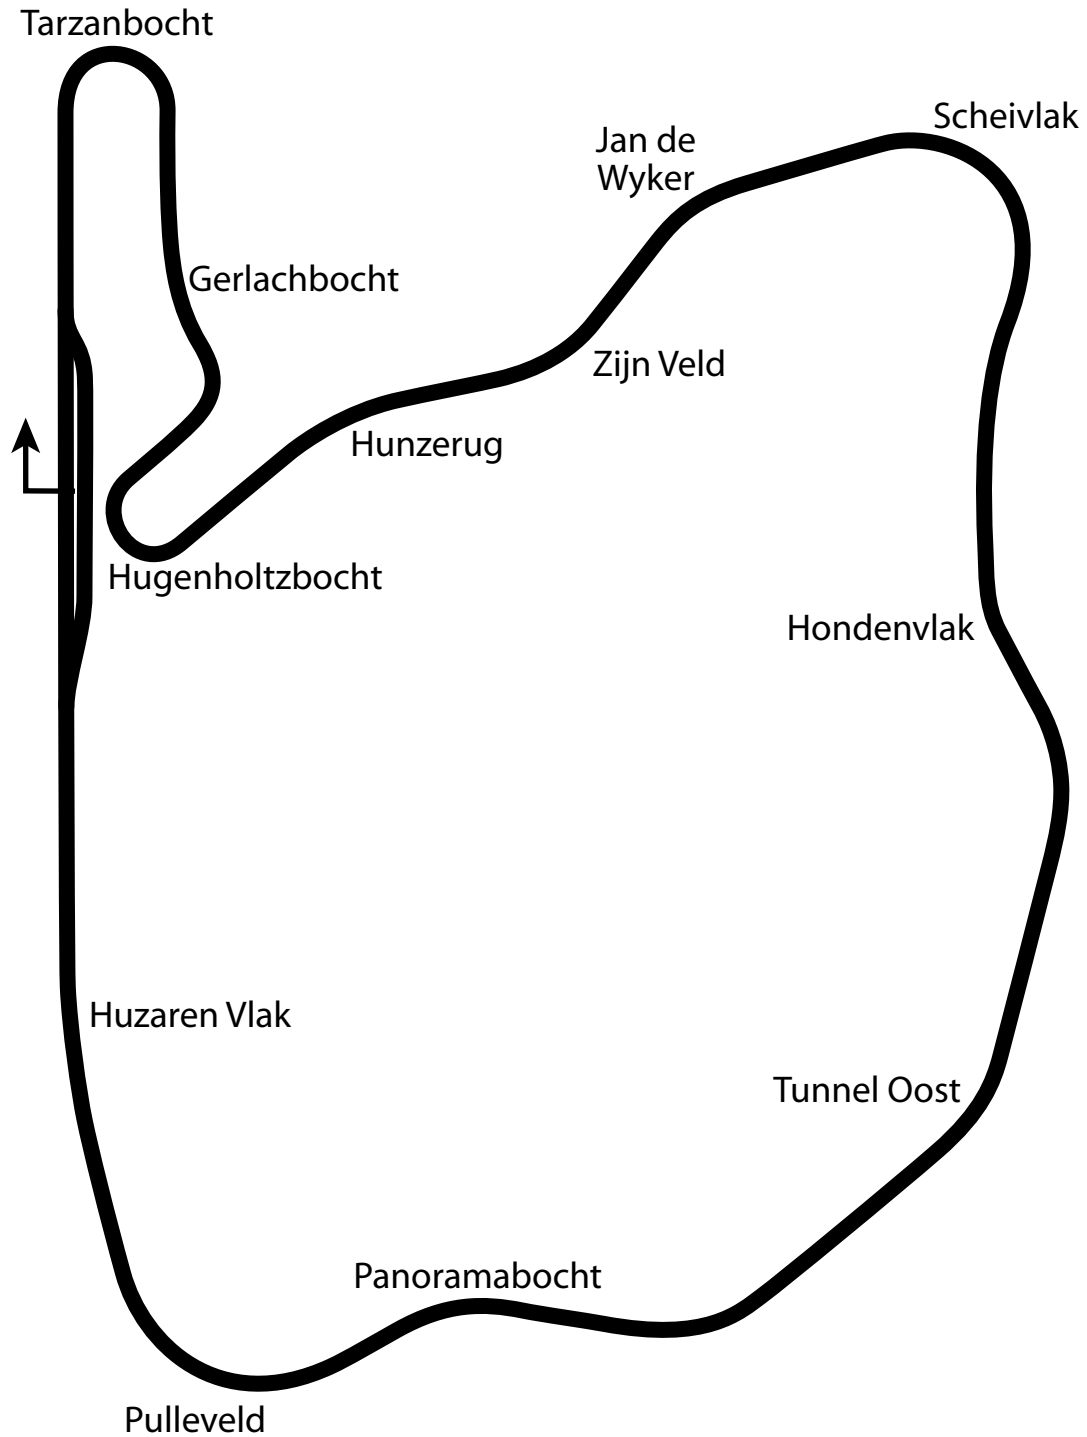 Tarzanbocht
Scheivlak
Jan de
Wyker
Gerlachbocht
Zijn Veld
Hunzerug
Hugenholtzbocht
Hondenvlak
Huzaren Vlak
Tunnel Oost
Panoramabocht
Pulleveld